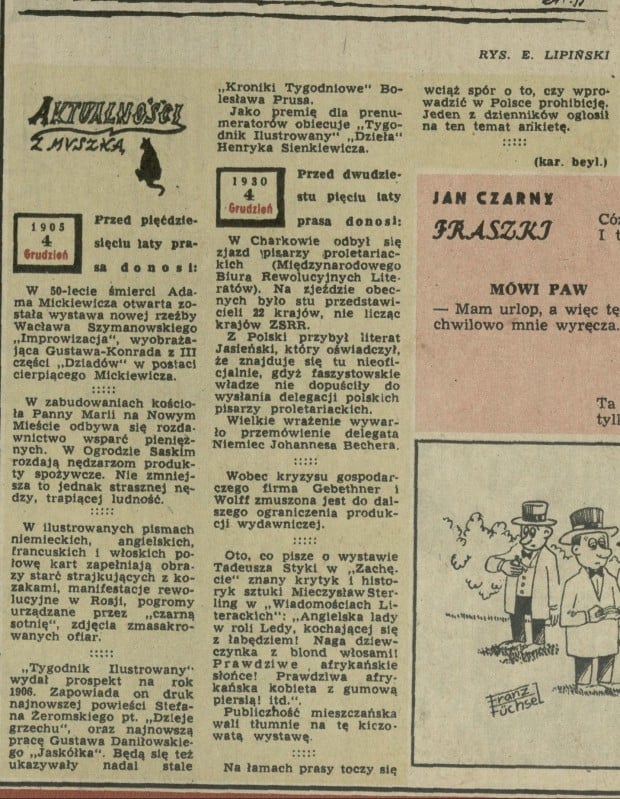 RYS. E. LIPIŃSKI
AKTUALNOŚCI
Z MUSZKĄ
1905
4
Grudzień
Przed pięćdzie-
sięciu laty pra-
sa donosi:
W 50-lecie śmierci Ada-
ma Mickiewicza otwarta zo-
stała wystawa nowej rzeźby
Wacława Szymanowskiego
„Improwizacja", wyobraża-
jąca Gustawa-Konrada z III
części „Dziadów" w postaci
cierpiącego Mickiewicza.
:::::
W zabudowaniach kościo-
ła Panny Marii na Nowym
Mieście odbywa się rozda-
wnictwo wsparć pienięż-
nych. W Ogrodzie Saskim
rozdają nędzarzom produk-
ty spożywcze. Nie zmniej-
sza to jednak strasznej nę-
dzy, trapiącej ludność.
:::::
W ilustrowanych pismach
niemieckich, angielskich,
francuskich i włoskich po-
łowę kart zapełniają obra-
zy starć strajkujących z ko-
zakami, manifestacje rewo-
lucyjne w Rosji, pogromy
urządzane przez „czarną
sotnię", zdjęcia zmasakro-
wanych ofiar.
:::::
„Tygodnik Ilustrowany"
wydał prospekt na rok
1906. Zapowiada on druk
najnowszej powieści Stefa-
na Żeromskiego pt. „Dzieje
grzechu", oraz najnowszą
pracę Gustawa Daniłowskie-
go „Jaskółka". Będą się też
ukazywały nadal stale
„Kroniki Tygodniowe" Bo-
lesława Prusa.
Jako premię dla prenu-
meratorów obiecuje „Tygo-
dnik Ilustrowany" „Dzieła"
Henryka Sienkiewicza.
1930
4
Grudzień
Przed dwudzie-
stu pięciu laty
prasa donosi:
W Charkowie odbył się
zjazd pisarzy proletariac-
kich (Międzynarodowego
Biura Rewolucyjnych Lite-
ratów). Na zjeździe obec-
nych było stu przedstawi-
cieli 22 krajów, nie licząc
krajów ZSRR.
Z Polski przybył literat
Jasieński, który oświadczył,
że znajduje się tu nieofi-
cjalnie, gdyż faszystowskie
władze nie dopuściły do
wysłania delegacji polskich
pisarzy proletariackich.
Wielkie wrażenie wywar-
ło przemówienie delegata
Niemiec Johannesa Bechera.
:::::
Wobec kryzysu gospodar-
czego firma Gebethner i
Wolff zmuszona jest do dal-
szego ograniczenia produk-
cji wydawniczej.
:::::
Oto, co pisze o wystawie
Tadeusza Styki w „Zachę-
cie" znany krytyk i histo-
ryk sztuki Mieczysław Ster-
ling w „Wiadomościach Li-
terackich": „Angielska lady
w roli Ledy, kochającej się
z łabędziem! Naga dziew-
czynka z blond włosami!
Prawdziwe afrykańskie
słońce! Prawdziwa afry-
kańska kobieta z gumową
piersią! itd.".
Publiczność mieszczańska
wali tłumnie na tę kiczo-
watą wystawę.
:::::
Na łamach prasy toczy się
wciąż spór o to, czy wpro-
wadzić w Polsce prohibicję.
Jeden z dzienników ogłosił
na ten temat ankietę.
:::::
(kar. beyl.)
JAN CZARNY
FRASZKI
Cór
I t
MÓWI PAW
— Mam urlop, a więc tę
chwilowo mnie wyręcza.
Ta
tylk
Franz
Füchsel